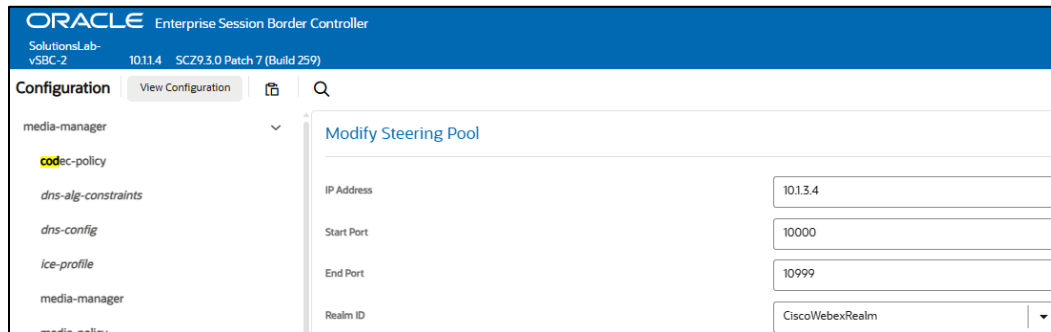 ORACLE Enterprise Session Border Controller
SolutionsLab-
vSBC-2 10.1.1.4 SCZ9.3.0 Patch 7 (Build 259)
Configuration View Configuration
media-manager
Modify Steering Pool
codec-policy
IP Address 10.1.3.4
dns-alg-constraints
dns-config
Start Port 10000
ice-profile
End Port 10999
media-manager
Realm ID CiscoWebexRealm
media-policy